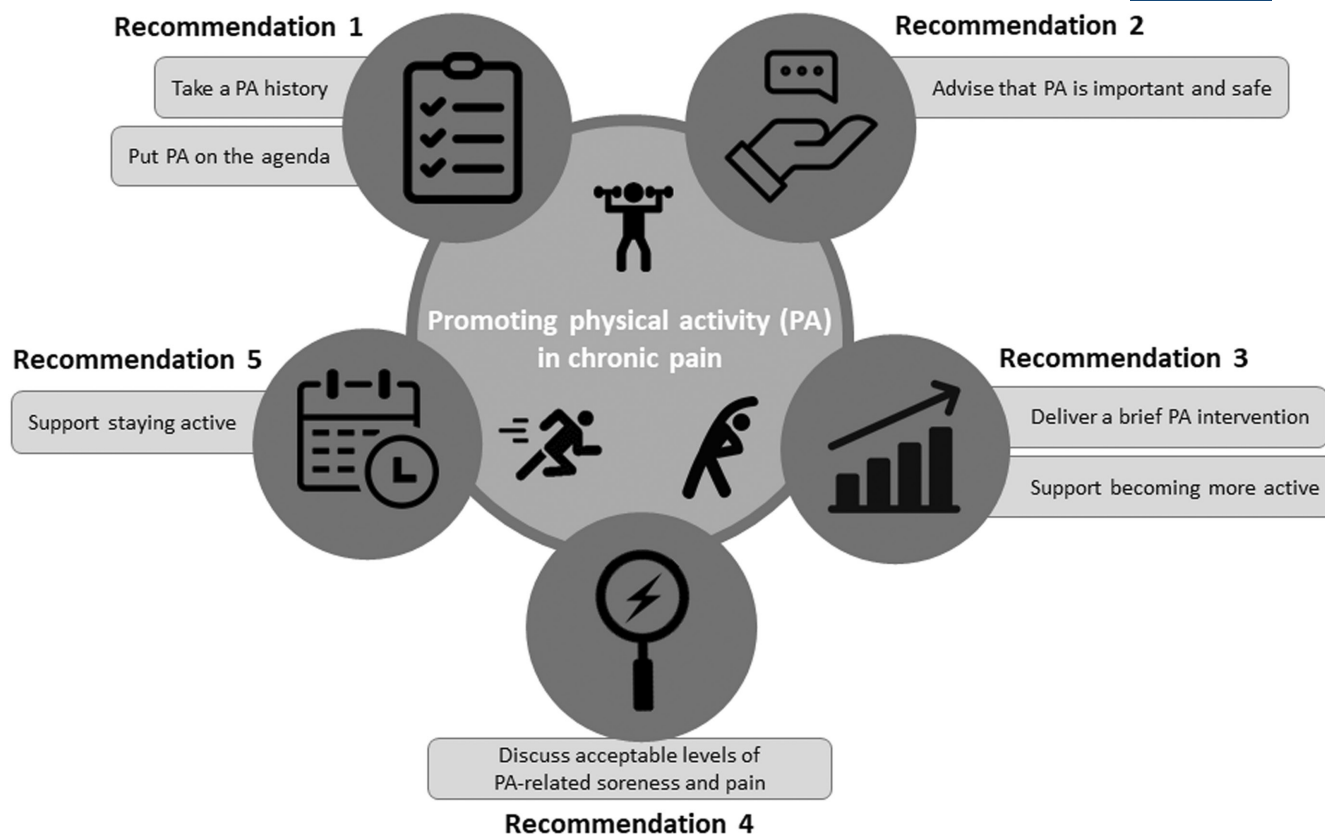 Recommendation 1
Take a PA history
Put PA on the agenda
Recommendation 2
Advise that PA is important and safe
Promoting physical activity (PA)
in chronic pain
Recommendation 3
Deliver a brief PA intervention
Support becoming more active
Discuss acceptable levels of
PA-related soreness and pain
Recommendation 4
Recommendation 5
Support staying active